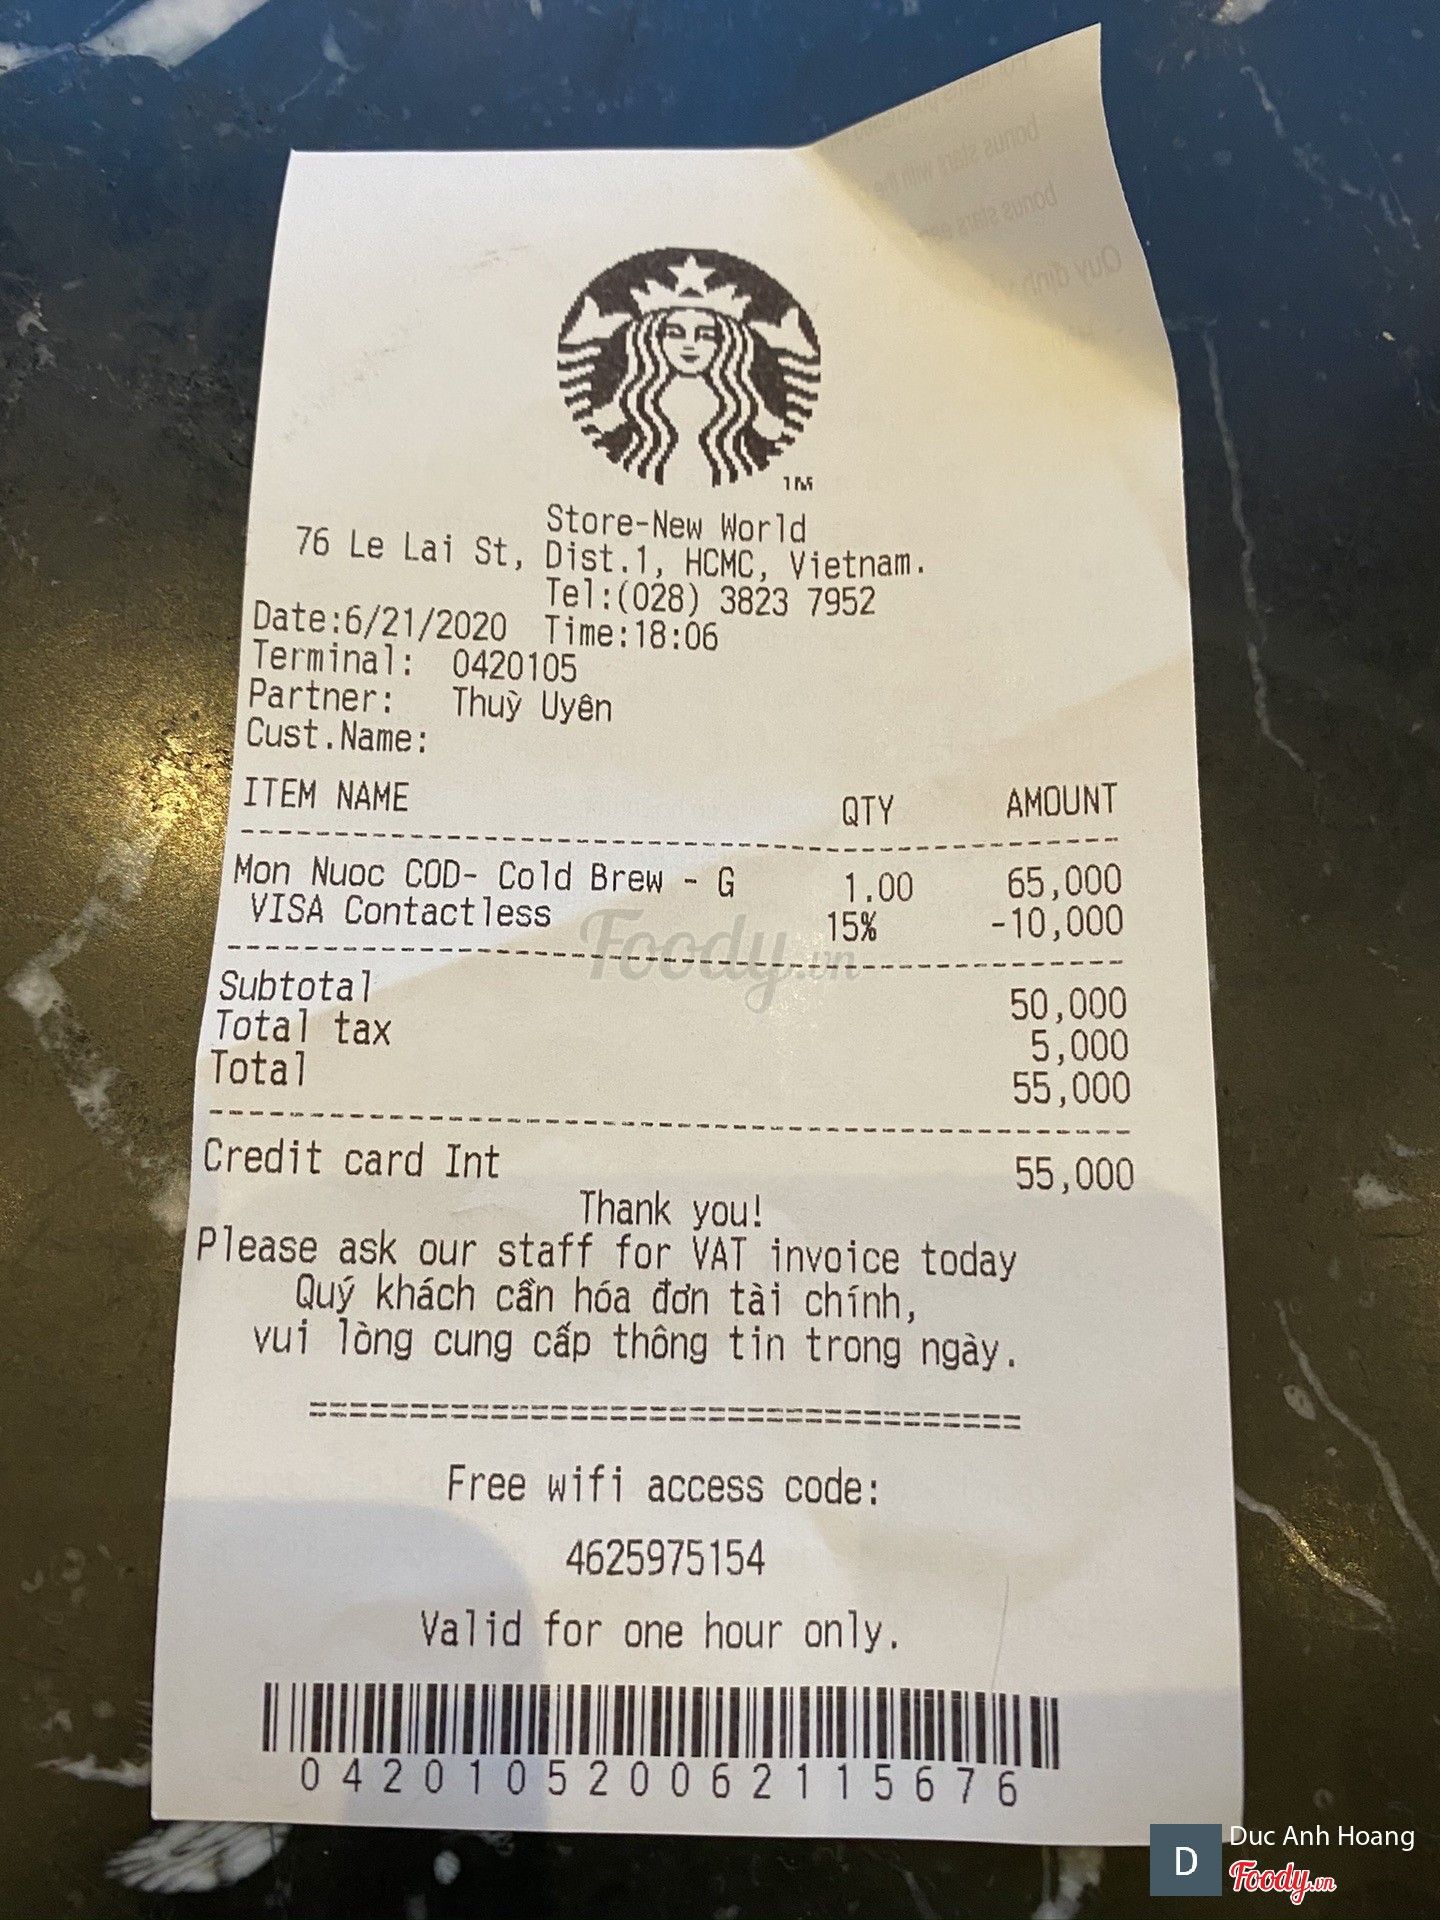 TM
Store-New World
76 Le Lai St, Dist.1, HCMC, Vietnam.
Tel:(028) 3823 7952
Date:6/21/2020 Time:18:06
Terminal: 0420105
Partner: Thuỳ Uyên
Cust.Name:
ITEM NAME QTY AMOUNT
Mon Nuoc COD- Cold Brew - G 1.00 65,000
VISA Contactless 15% -10,000
Subtotal 50,000
Total tax 5,000
Total 55,000
Credit card Int 55,000
Thank you!
Please ask our staff for VAT invoice today
Quý khách cần hóa đơn tài chính,
vui lòng cung cấp thông tin trong ngày.
Free wifi access code:
4625975154
Valid for one hour only.
042010520062115676
Foody.vn
D Duc Anh Hoang
Foody.vn
bonus stars with the
bonus stars
Quy định